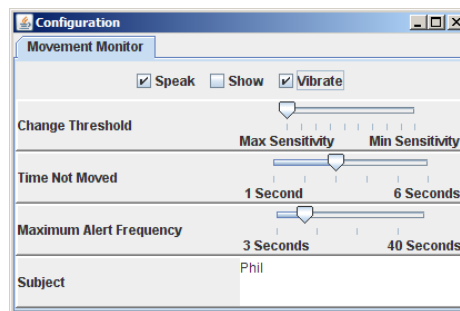 Configuration
Movement Monitor
Speak Show Vibrate
Change Threshold
Max Sensitivity Min Sensitivity
Time Not Moved
1 Second 6 Seconds
Maximum Alert Frequency
3 Seconds 40 Seconds
Subject
Phil